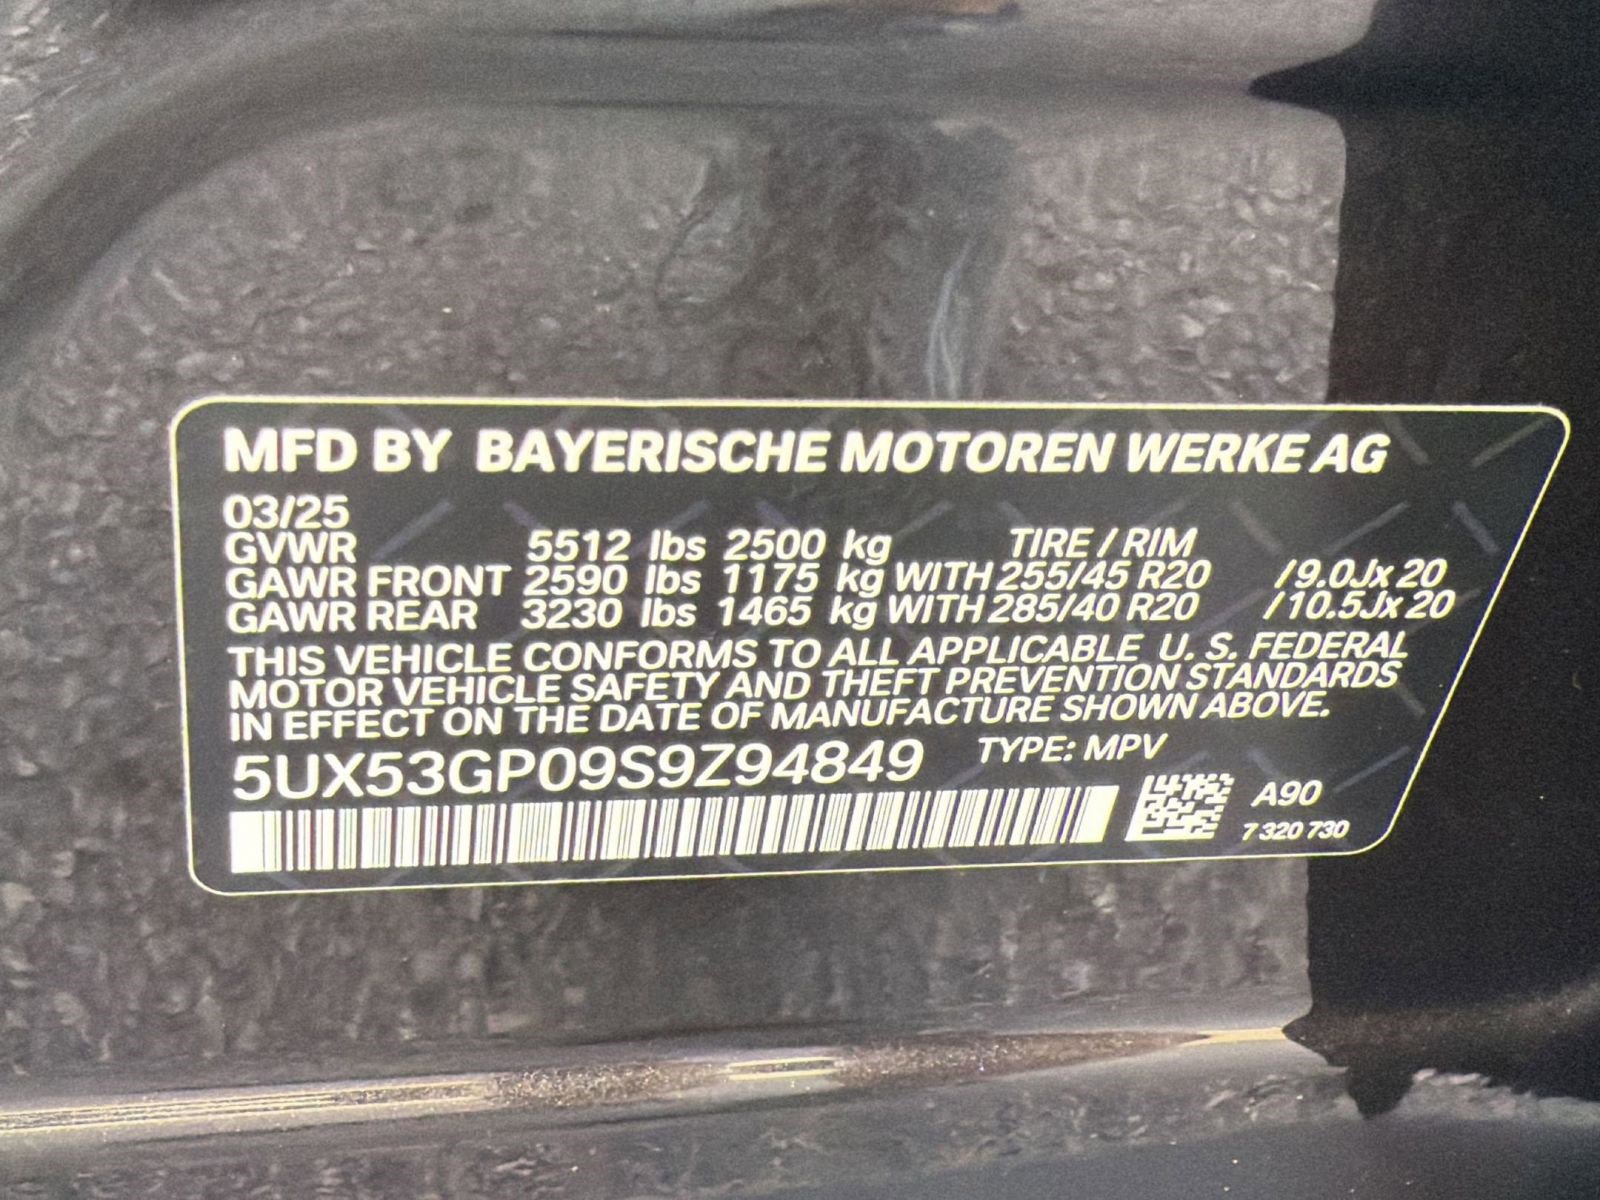 MFD BY BAYERISCHE MOTOREN WERKE AG
03/25
GVWR 5512 lbs 2500 kg TIRE / RIM
GAWR FRONT 2590 lbs 1175 kg WITH 255/45 R20 /9.0Jx20
GAWR REAR 3230 lbs 1465 kg WITH 285/40 R20 /10.5Jx20
THIS VEHICLE CONFORMS TO ALL APPLICABLE U. S. FEDERAL
MOTOR VEHICLE SAFETY AND THEFT PREVENTION STANDARDS
IN EFFECT ON THE DATE OF MANUFACTURE SHOWN ABOVE.
5UX53GP09S9Z94849 TYPE: MPV
A90
7 320 730